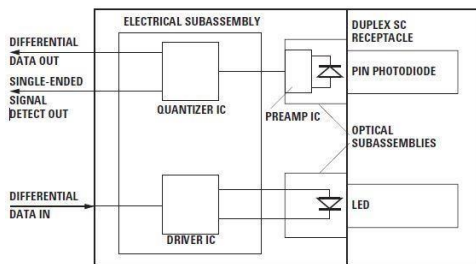 ELECTRICAL SUBASSEMBLY
DUPLEX SC
RECEPTACLE
DIFFERENTIAL
DATA OUT
SINGLE-ENDED
SIGNAL
DETECT OUT
QUANTIZER IC
PREAMP IC
PIN PHOTODIODE
OPTICAL
SUBASSEMBLIES
DIFFERENTIAL
DATA IN
DRIVER IC
LED